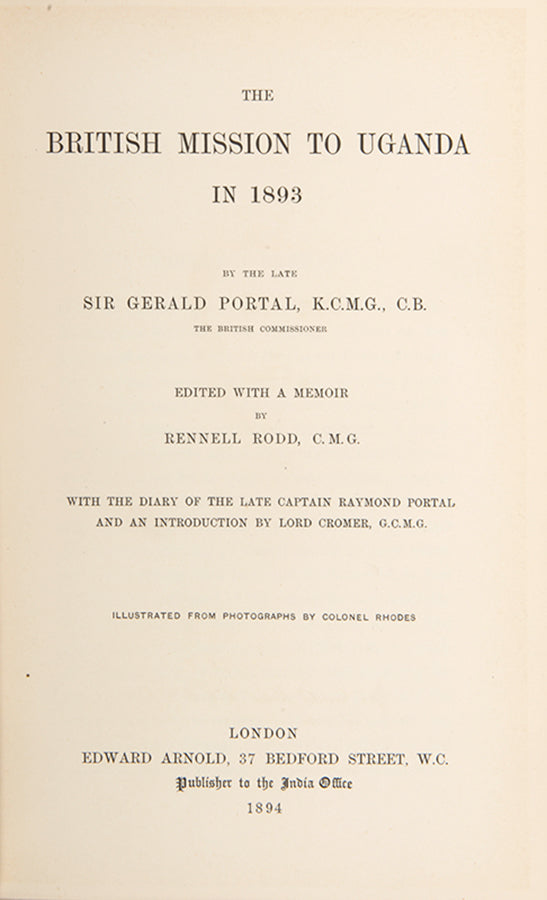 THE
BRITISH MISSION TO UGANDA
IN 1893
BY THE LATE
SIR GERALD PORTAL, K.C.M.G., C.B.
THE BRITISH COMMISSIONER
EDITED WITH A MEMOIR
BY
RENNELL RODD, C.M.G.
WITH THE DIARY OF THE LATE CAPTAIN RAYMOND PORTAL
AND AN INTRODUCTION BY LORD CROMER, G.C.M.G.
ILLUSTRATED FROM PHOTOGRAPHS BY COLONEL RHODES
LONDON
EDWARD ARNOLD, 37 BEDFORD STREET, W.C.
Publisher to the India Office
1894